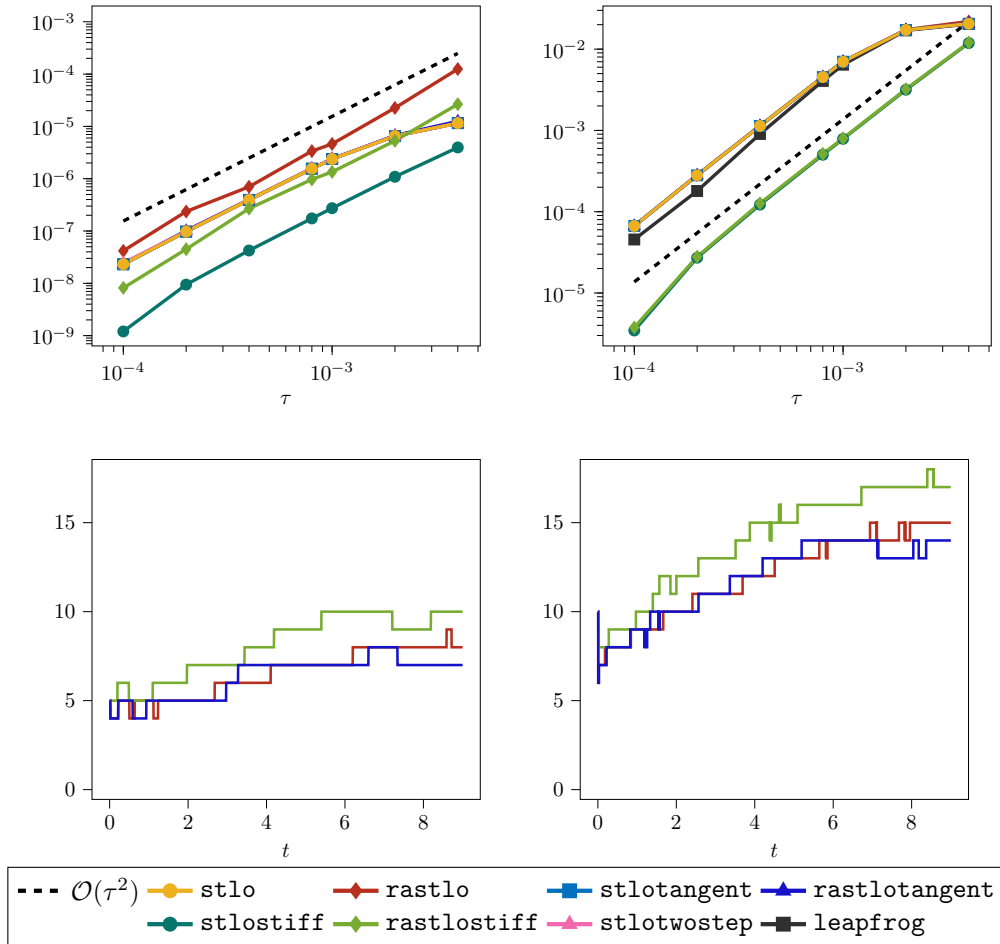 10^−3
10^−4
10^−5
10^−6
10^−7
10^−8
10^−9
10^−4
10^−3
τ
10^−2
10^−3
10^−4
10^−5
10^−4
10^−3
τ
15
10
5
0
0 2 4 6 8
t
15
10
5
0
0 2 4 6 8
t
O(τ^2) stlo rastlo stlotangent rastlotangent
stlostiff rastlostiff stlotwostep leapfrog